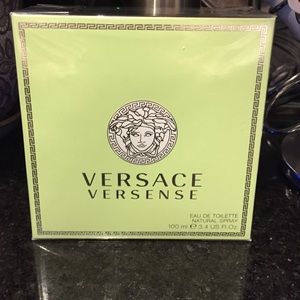 VERSACE
VERSENSE
EAU DE TOILETTE
NATURAL SPRAY
100 ml ℮ 3.4 US Fl.Oz.